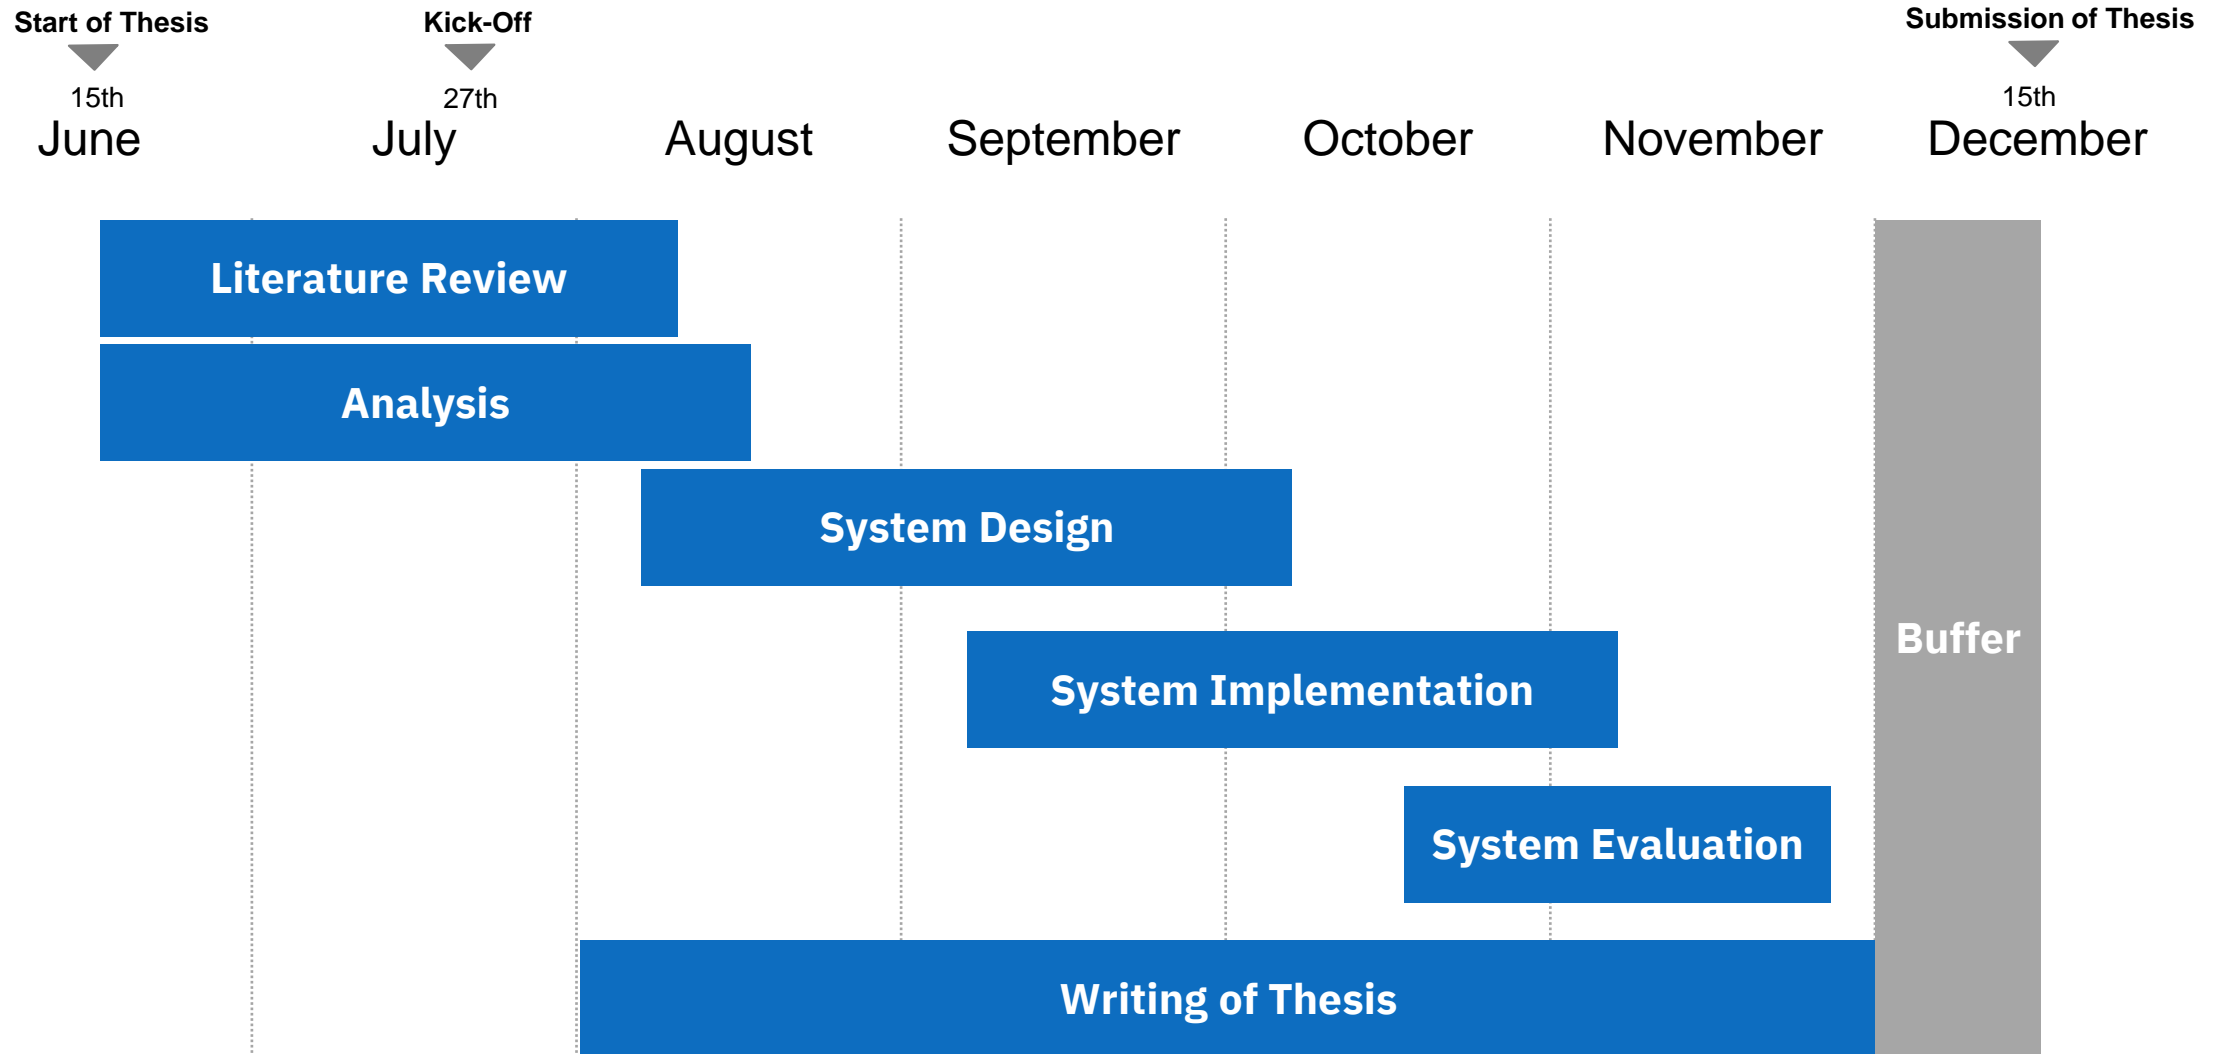 Start of Thesis
Kick-Off
Submission of Thesis
15th
27th
15th
June
July
August
September
October
November
December
Literature Review
Analysis
System Design
System Implementation
System Evaluation
Writing of Thesis
Buffer